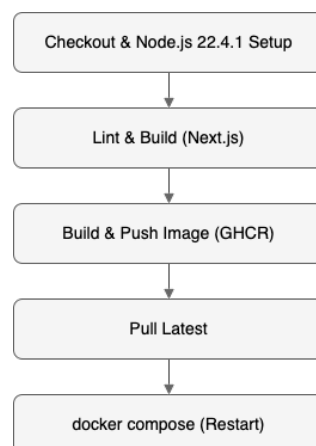 Checkout & Node.js 22.4.1 Setup
Lint & Build (Next.js)
Build & Push Image (GHCR)
Pull Latest
docker compose (Restart)